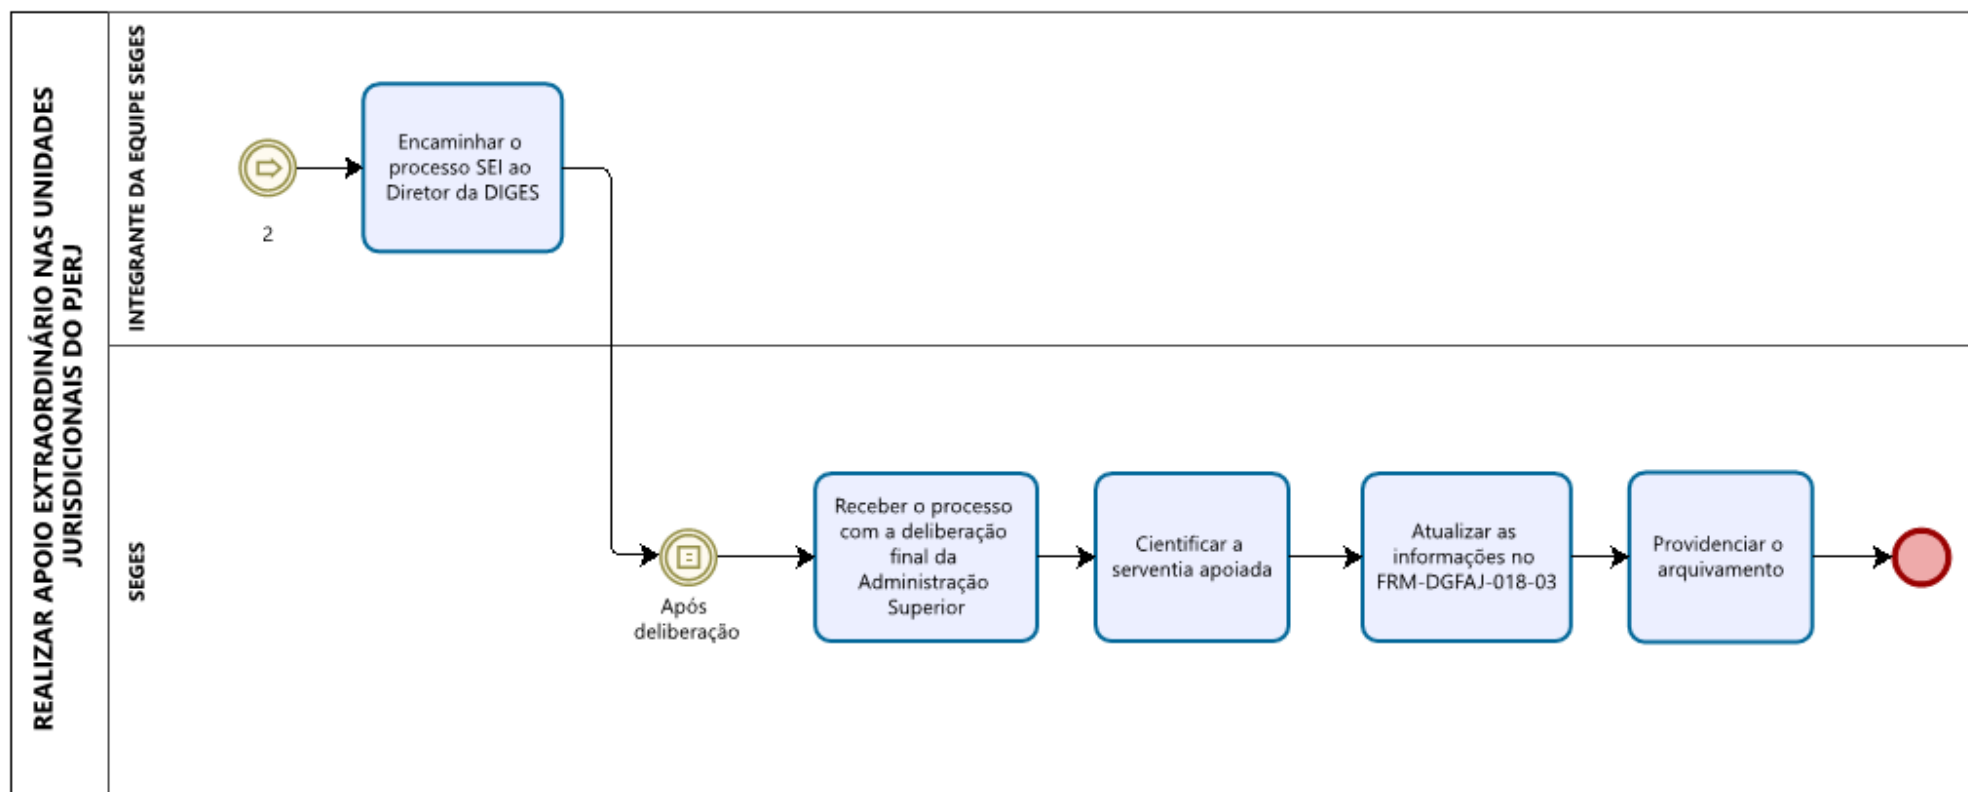 REALIZAR APOIO EXTRAORDINÁRIO NAS UNIDADES
JURISDICIONAIS DO PJERJ
INTEGRANTE DA EQUIPE SEGES
2
Encaminhar o
processo SEI ao
Diretor da DIGES
SEGES
Após
deliberação
Receber o processo
com a deliberação
final da
Administração
Superior
Cientificar a
serventia apoiada
Atualizar as
informações no
FRM-DGFAJ-018-03
Providenciar o
arquivamento